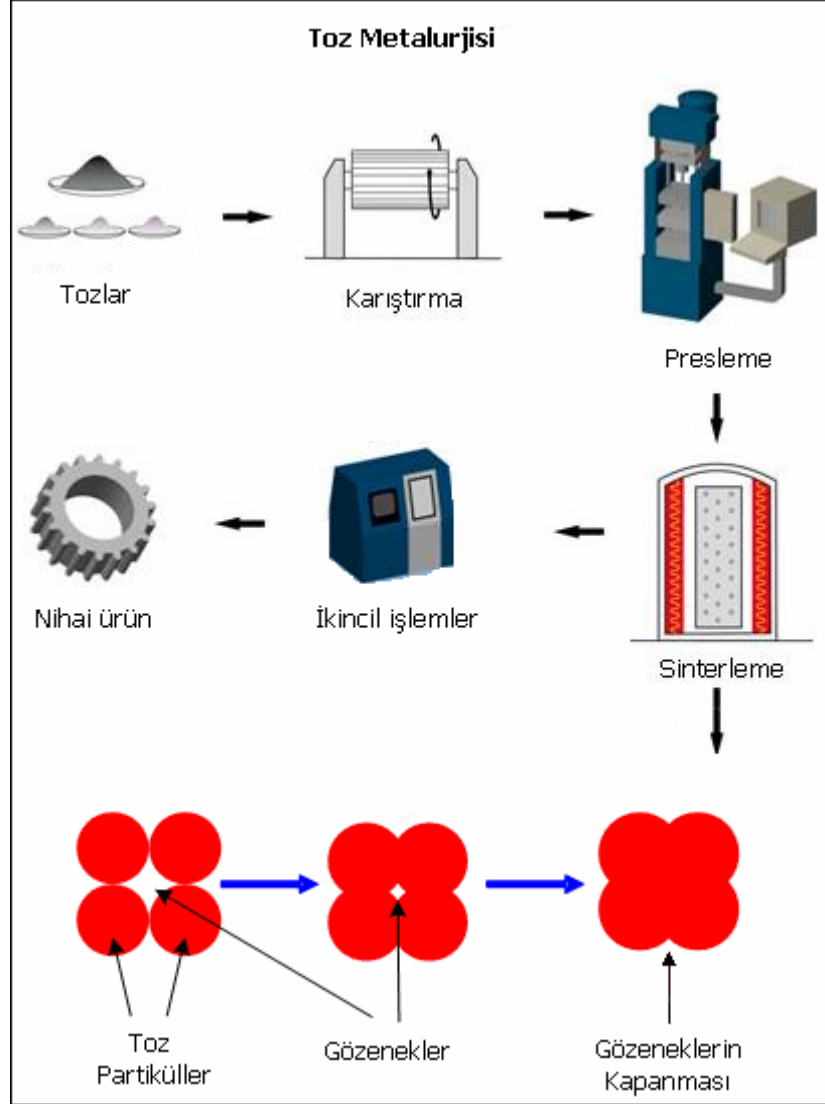 Toz Metalurjisi
Tozlar
Karıştırma
Presleme
Nihai ürün
İkincil işlemler
Sinterleme
Toz
Partiküller
Gözenekler
Gözeneklerin
Kapanması